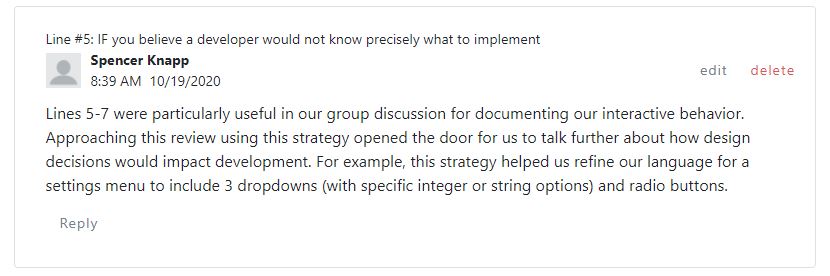 Line #5: IF you believe a developer would not know precisely what to implement
Spencer Knapp
8:39 AM 10/19/2020
edit delete
Lines 5-7 were particularly useful in our group discussion for documenting our interactive behavior.
Approaching this review using this strategy opened the door for us to talk further about how design
decisions would impact development. For example, this strategy helped us refine our language for a
settings menu to include 3 dropdowns (with specific integer or string options) and radio buttons.
Reply